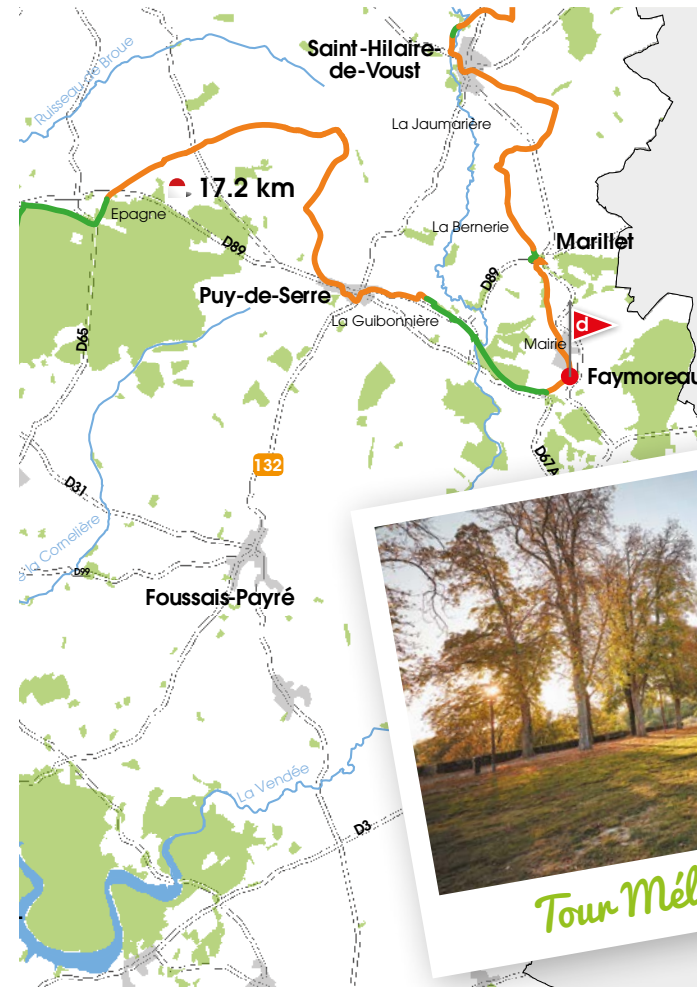 Saint-Hilaire-
de-Voust
Ruisseau de Broue
La Jaumarière
17.2 km
Epagne
La Bernerie
Marillet
D89
D89
Puy-de-Serre
La Guibonnière
d
D65
Mairie
Faymoreau
D67A
132
D31
la Cornelière
D99
Foussais-Payré
La Vendée
D3
Tour Mél